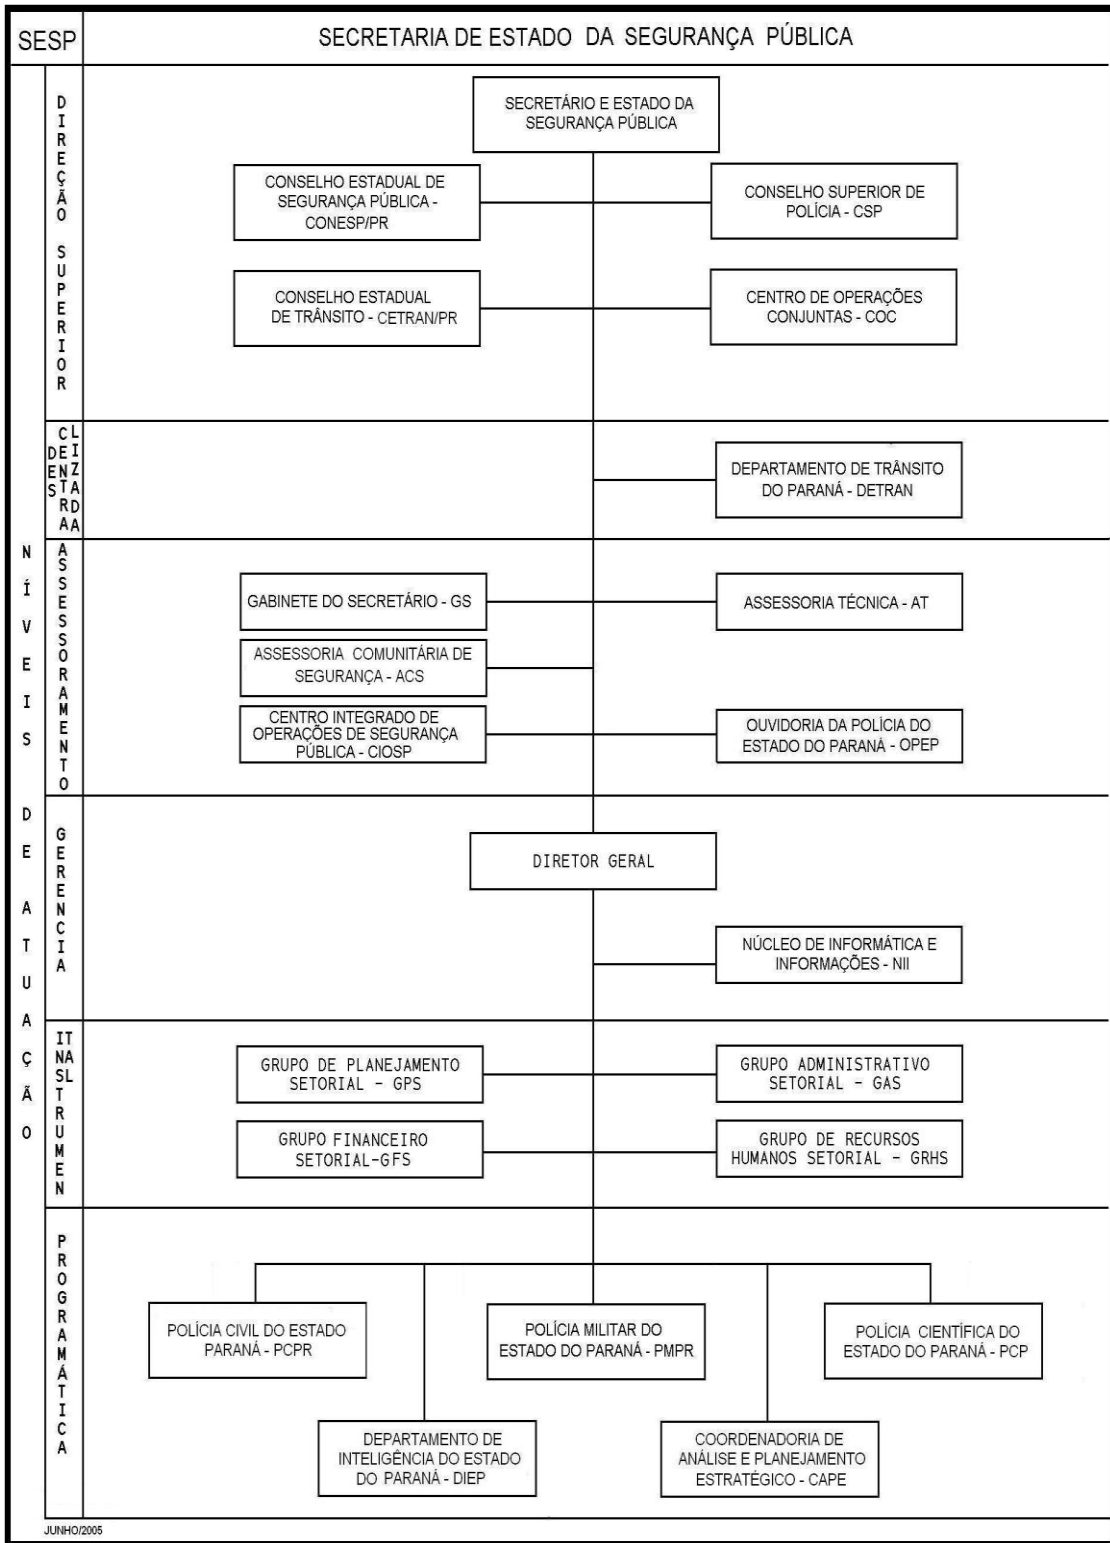 SESP
SECRETARIA DE ESTADO DA SEGURANÇA PÚBLICA
NÍVEIS DE ATUAÇÃO
DIREÇÃO SUPERIOR
SECRETÁRIO E ESTADO DA
SEGURANÇA PÚBLICA
CONSELHO ESTADUAL DE
SEGURANÇA PÚBLICA -
CONESP/PR
CONSELHO SUPERIOR DE
POLÍCIA - CSP
CONSELHO ESTADUAL
DE TRÂNSITO - CETRAN/PR
CENTRO DE OPERAÇÕES
CONJUNTAS - COC
DESCENTRALIZADA
DEPARTAMENTO DE TRÂNSITO
DO PARANÁ - DETRAN
ASSESSORAMENTO
GABINETE DO SECRETÁRIO - GS
ASSESSORIA TÉCNICA - AT
ASSESSORIA COMUNITÁRIA DE
SEGURANÇA - ACS
CENTRO INTEGRADO DE
OPERAÇÕES DE SEGURANÇA
PÚBLICA - CIOSP
OUVIDORIA DA POLÍCIA DO
ESTADO DO PARANÁ - OPEP
GERENCIA
DIRETOR GERAL
NÚCLEO DE INFORMÁTICA E
INFORMAÇÕES - NII
INSTRUMENTAL
GRUPO DE PLANEJAMENTO
SETORIAL - GPS
GRUPO ADMINISTRATIVO
SETORIAL - GAS
GRUPO FINANCEIRO
SETORIAL-GFS
GRUPO DE RECURSOS
HUMANOS SETORIAL - GRHS
PROGRAMÁTICA
POLÍCIA CIVIL DO ESTADO
PARANÁ - PCPR
POLÍCIA MILITAR DO
ESTADO DO PARANÁ - PMPR
POLÍCIA CIENTÍFICA DO
ESTADO DO PARANÁ - PCP
DEPARTAMENTO DE
INTELIGÊNCIA DO ESTADO
DO PARANÁ - DIEP
COORDENADORIA DE
ANÁLISE E PLANEJAMENTO
ESTRATÉGICO - CAPE
JUNHO/2005